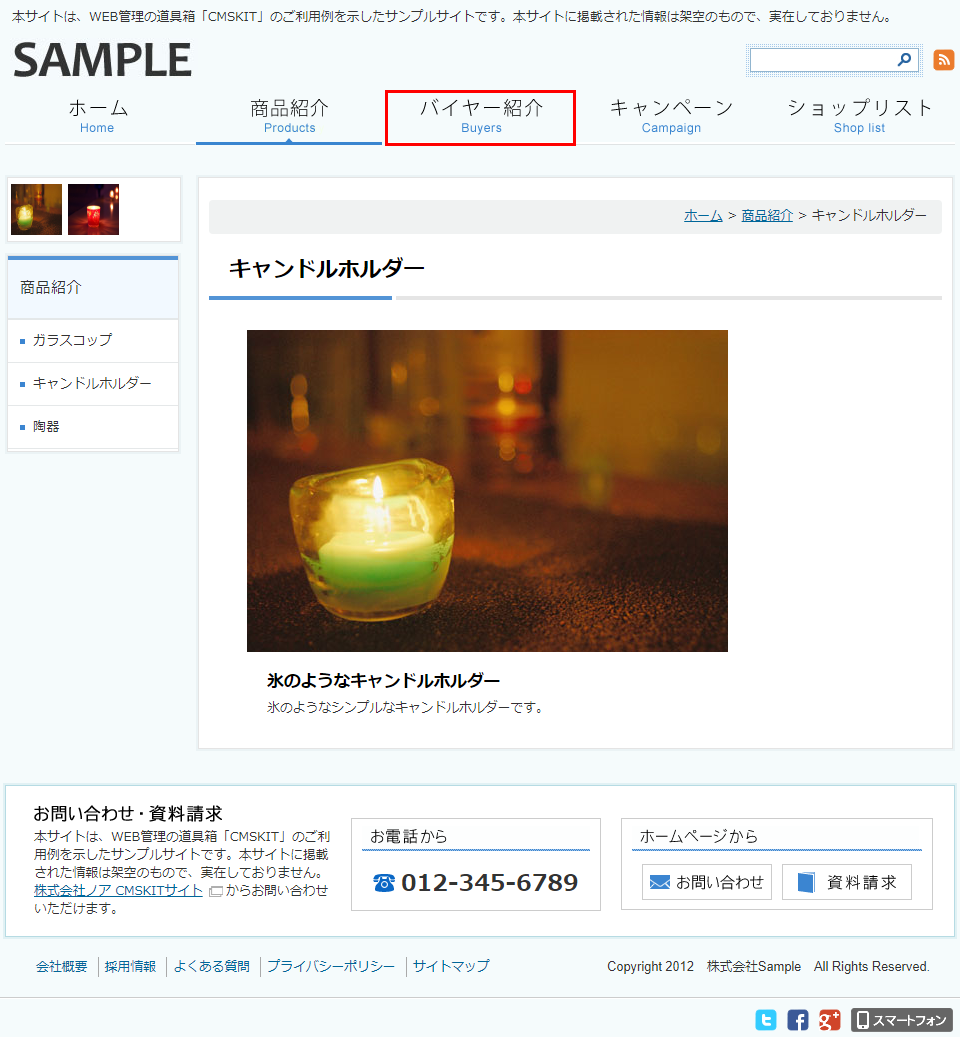 本サイトは、WEB管理の道具箱「CMSKIT」のご利用例を示したサンプルサイトです。本サイトに掲載された情報は架空のもので、実在しておりません。
SAMPLE
ホーム
Home
商品紹介
Products
バイヤー紹介
Buyers
キャンペーン
Campaign
ショップリスト
Shop list
ホーム > 商品紹介 > キャンドルホルダー
商品紹介
ガラスコップ
キャンドルホルダー
陶器
キャンドルホルダー
氷のようなキャンドルホルダー
氷のようなシンプルなキャンドルホルダーです。
お問い合わせ・資料請求
本サイトは、WEB管理の道具箱「CMSKIT」のご利
用例を示したサンプルサイトです。本サイトに掲載
された情報は架空のもので、実在しておりません。
株式会社ノア CMSKITサイト からお問い合わせ
いただけます。
お電話から
012-345-6789
ホームページから
お問い合わせ
資料請求
会社概要 採用情報 よくある質問 プライバシーポリシー サイトマップ
Copyright 2012 株式会社Sample All Rights Reserved.
スマートフォン